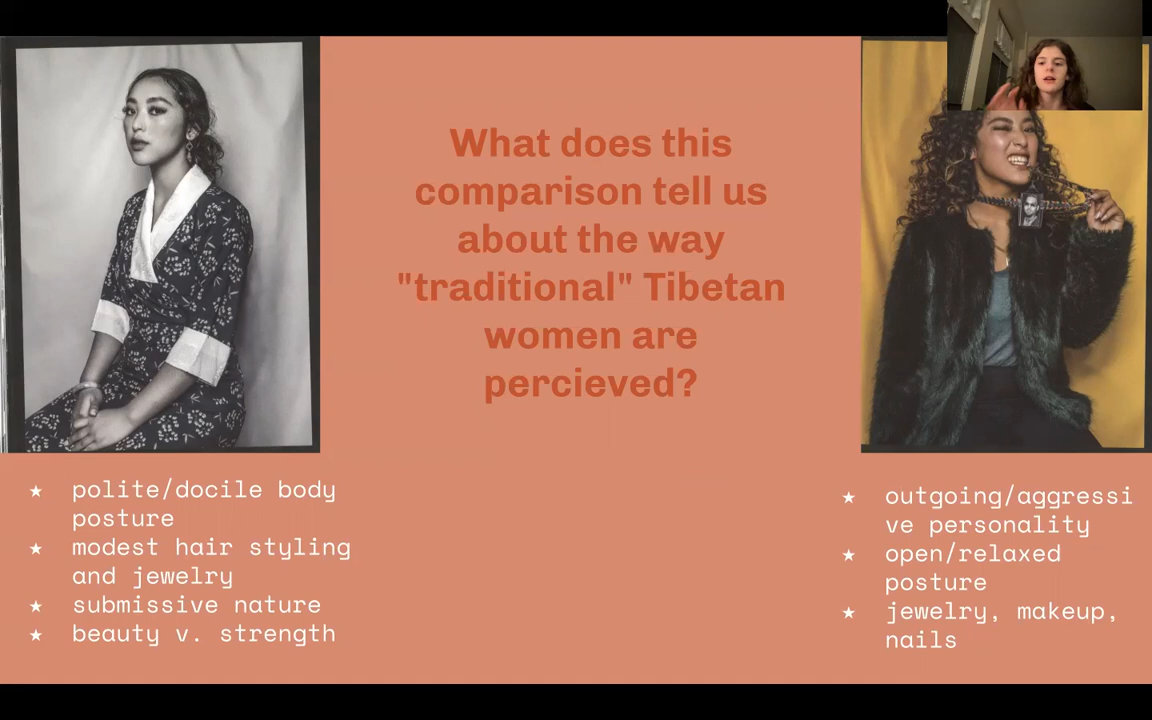 What does this
comparison tell us
about the way
"traditional" Tibetan
women are
percieved?
★ polite/docile body
posture
★ modest hair styling
and jewelry
★ submissive nature
★ beauty v. strength
★ outgoing/aggressi
ve personality
★ open/relaxed
posture
★ jewelry, makeup,
nails